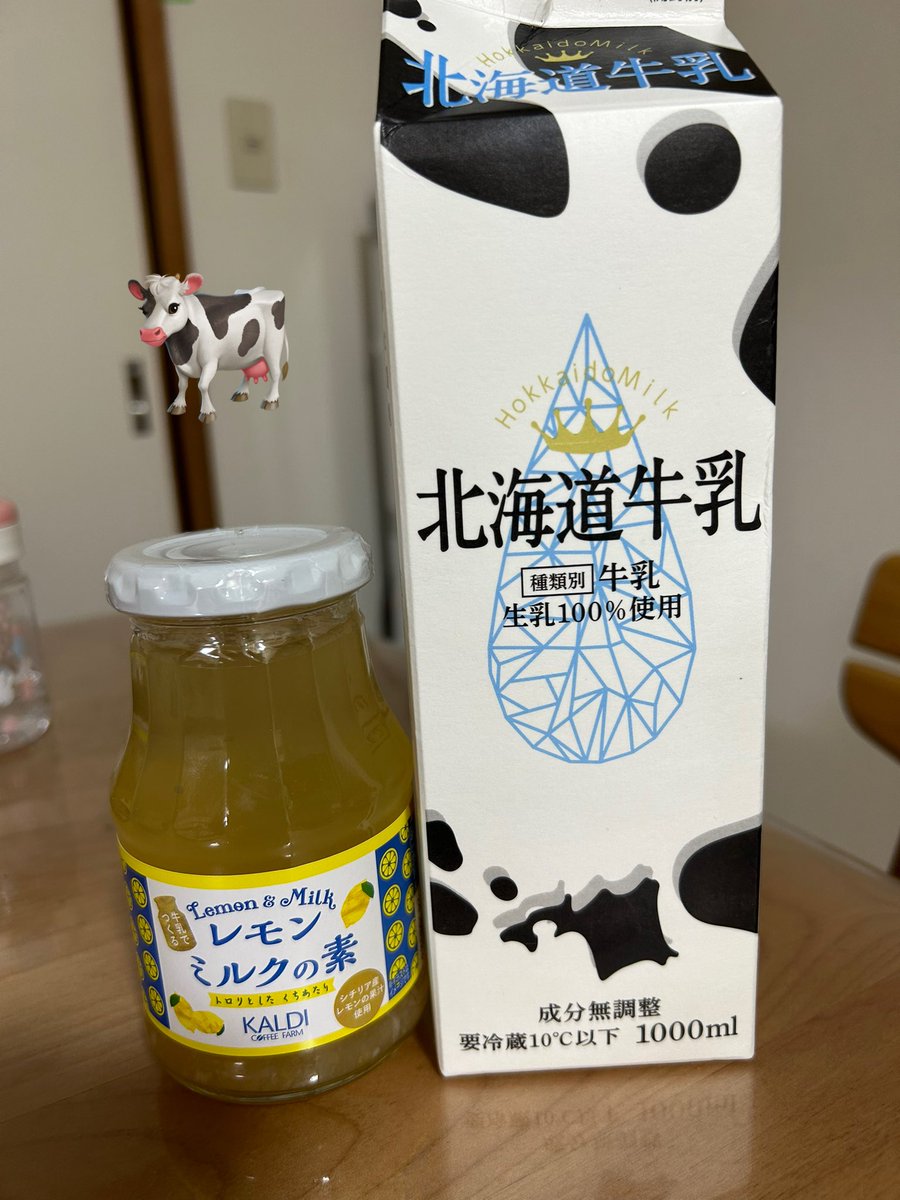 HokkaidoMilk
北海道牛乳
HokkaidoMilk
北海道牛乳
種類別 牛乳
生乳100%使用
成分無調整
要冷蔵10℃以下 1000ml
Lemon & Milk
牛乳で
つくる
レモン
ミルクの素
トロリとした くちあたり
シチリア産
レモンの果汁
使用
KALDI
COFFEE FARM